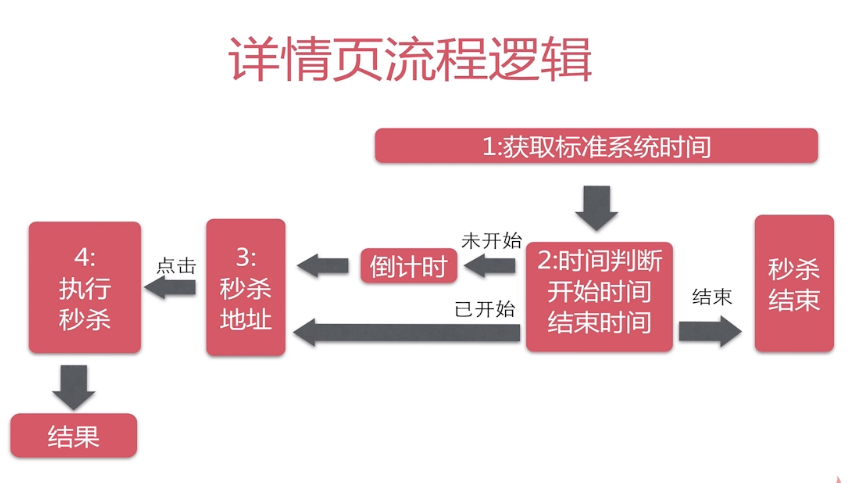 详情页流程逻辑
1:获取标准系统时间
2:时间判断
开始时间
结束时间
未开始
倒计时
已开始
结束
秒杀
结束
3:
秒杀
地址
点击
4:
执行
秒杀
结果